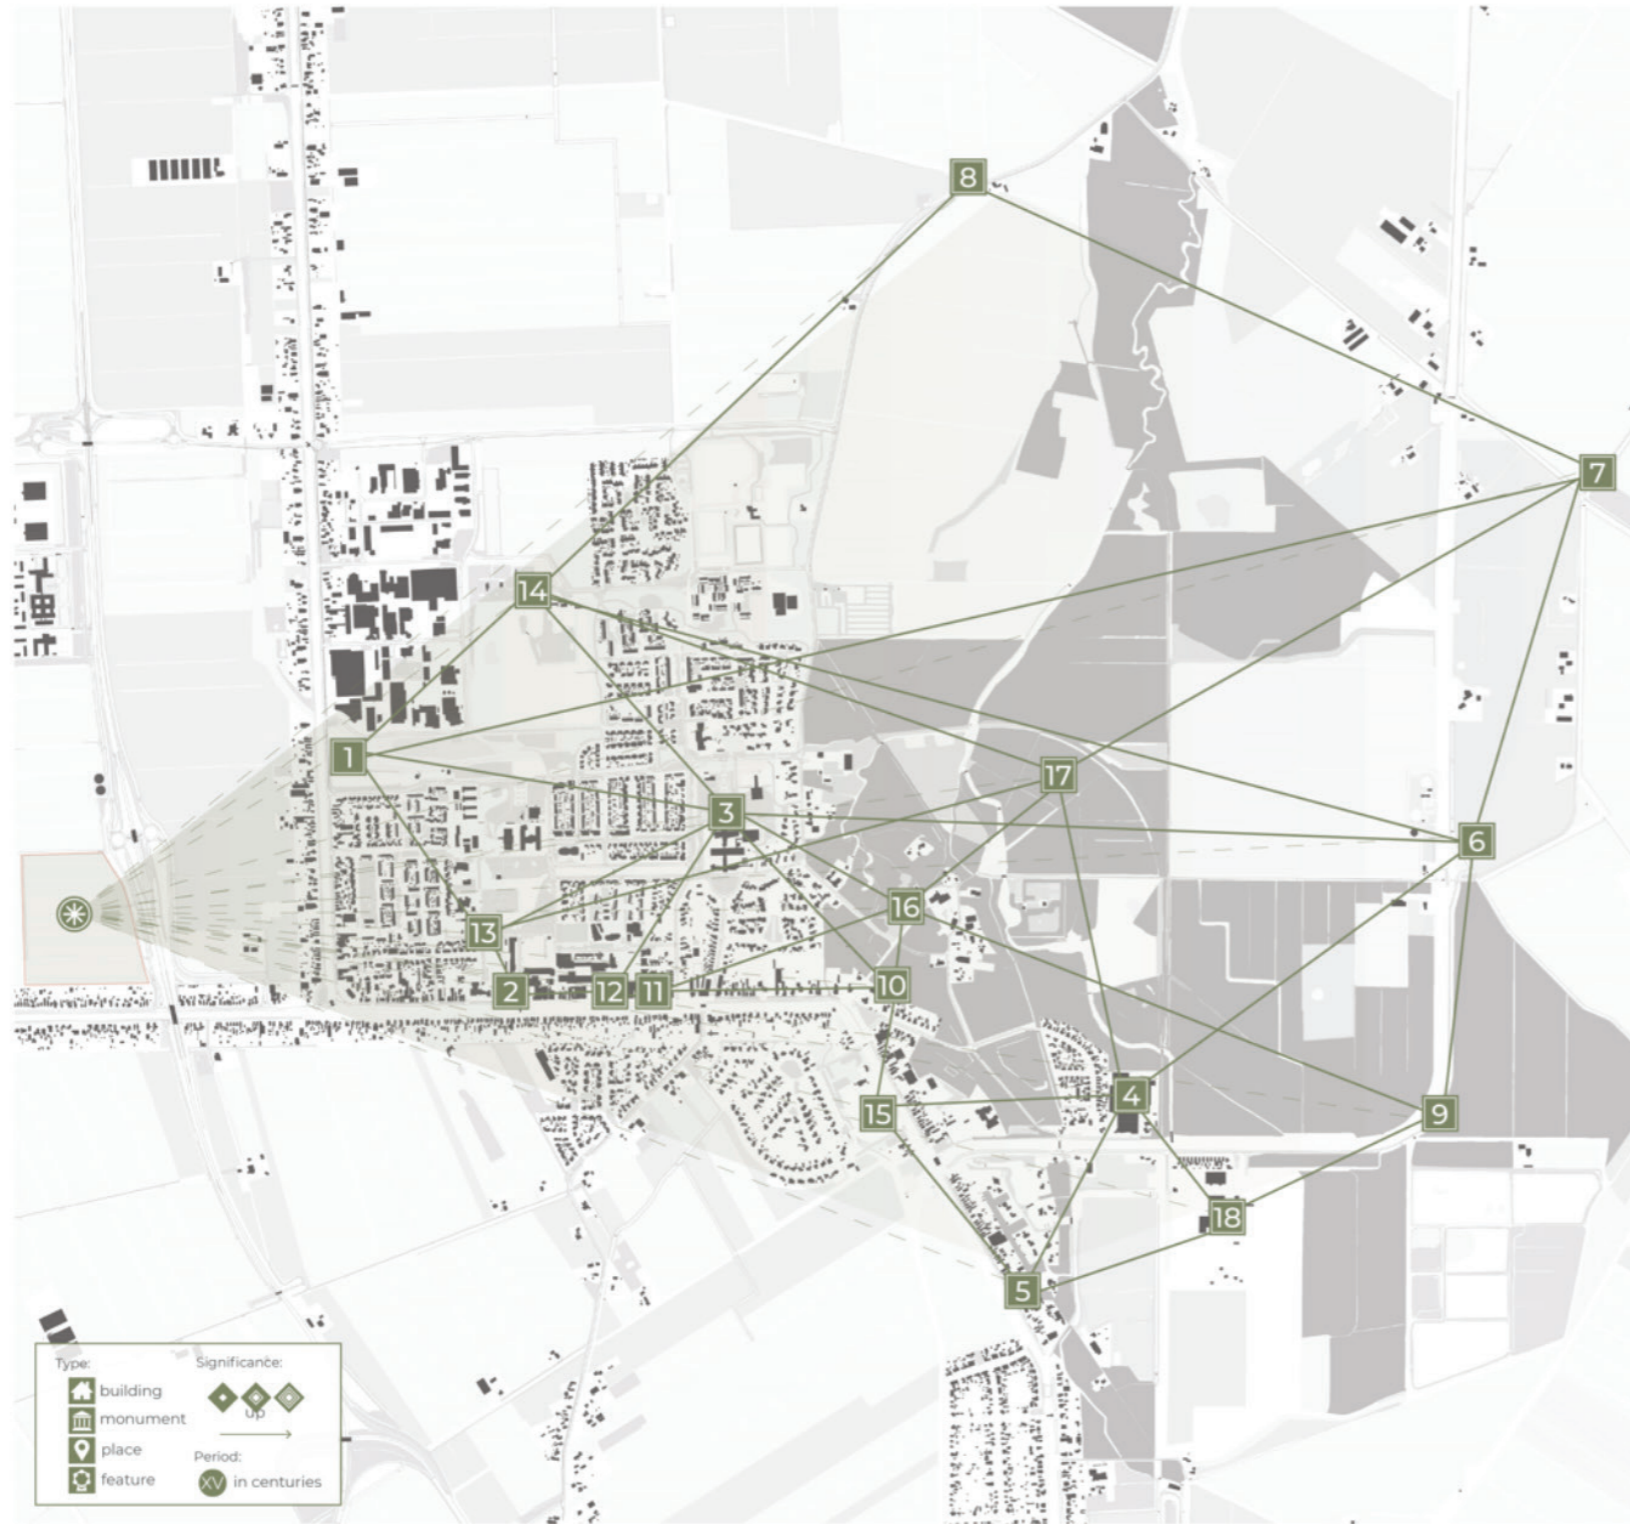 8
7
14
1
17
3
6
16
13
10
2
12
11
4
15
9
18
5
Type:
building
monument
place
feature
Significance:
up
Period:
XV in centuries